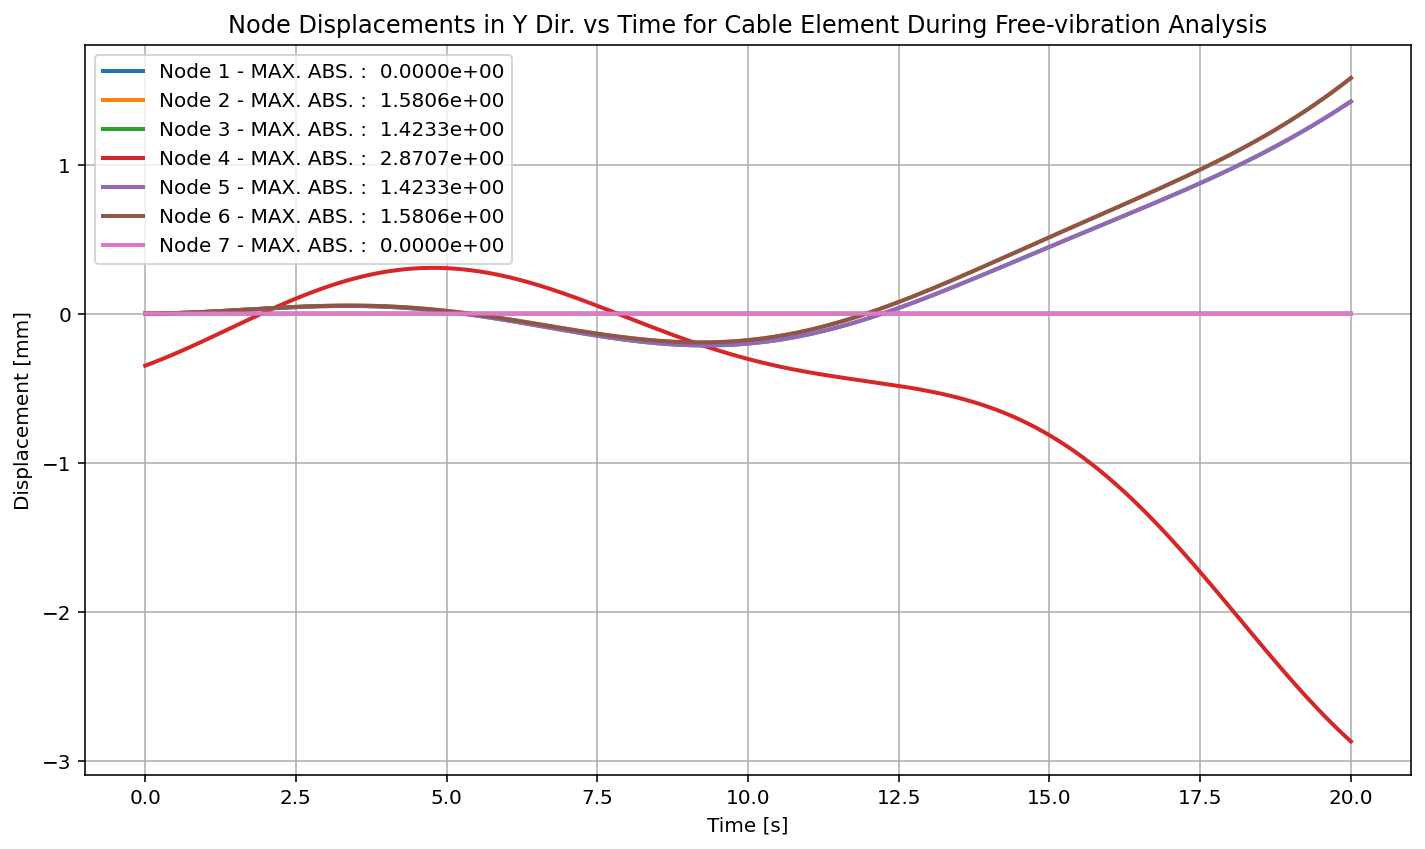 Node Displacements in Y Dir. vs Time for Cable Element During Free-vibration Analysis
Node 1 - MAX. ABS. :  0.0000e+00
Node 2 - MAX. ABS. :  1.5806e+00
Node 3 - MAX. ABS. :  1.4233e+00
Node 4 - MAX. ABS. :  2.8707e+00
Node 5 - MAX. ABS. :  1.4233e+00
Node 6 - MAX. ABS. :  1.5806e+00
Node 7 - MAX. ABS. :  0.0000e+00
1
0
−1
−2
−3
Displacement [mm]
0.0 2.5 5.0 7.5 10.0 12.5 15.0 17.5 20.0
Time [s]